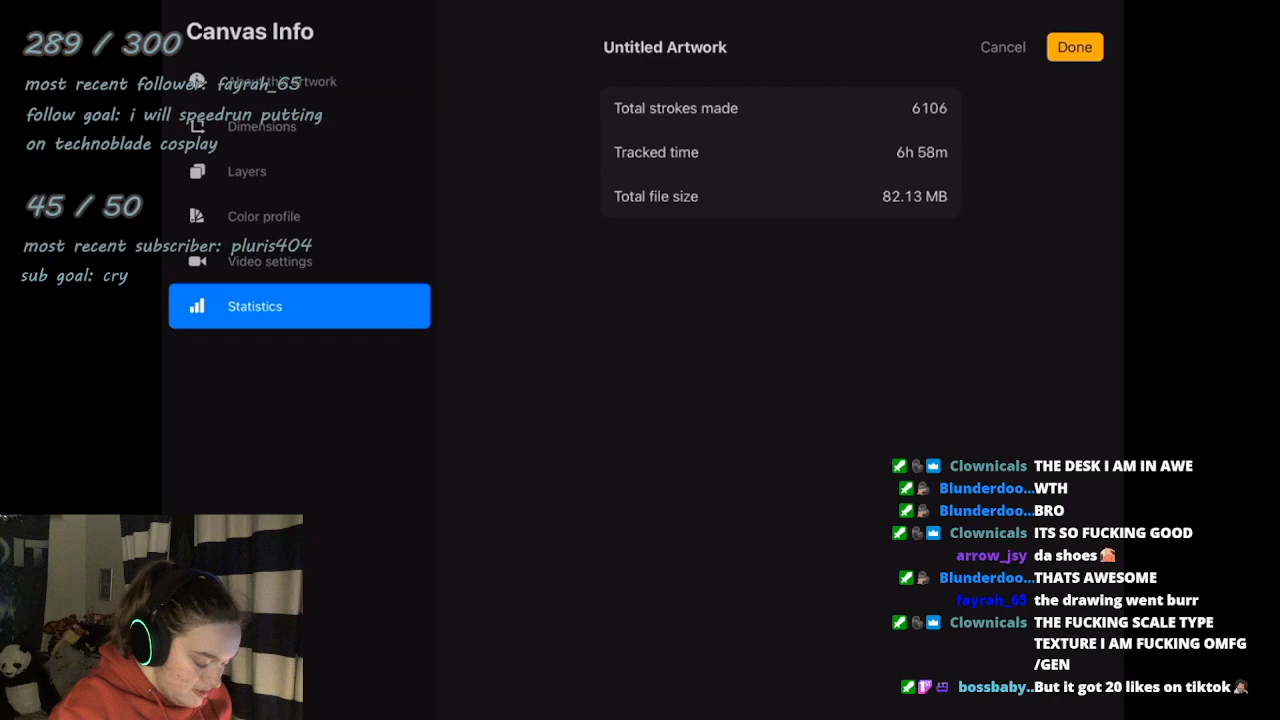 289 / 300
most recent follower: fayrah_65
follow goal: i will speedrun putting
on technoblade cosplay
45 / 50
most recent subscriber: pluris404
sub goal: cry
Canvas Info
About this artwork
Dimensions
Layers
Color profile
Video settings
Statistics
Untitled Artwork
Cancel
Done
Total strokes made 6106
Tracked time 6h 58m
Total file size 82.13 MB
Clownicals THE DESK I AM IN AWE
Blunderdoo... WTH
Blunderdoo... BRO
Clownicals ITS SO FUCKING GOOD
arrow_jsy da shoes
Blunderdoo... THATS AWESOME
fayrah_65 the drawing went burr
Clownicals THE FUCKING SCALE TYPE
TEXTURE I AM FUCKING OMFG
/GEN
bossbaby.. But it got 20 likes on tiktok